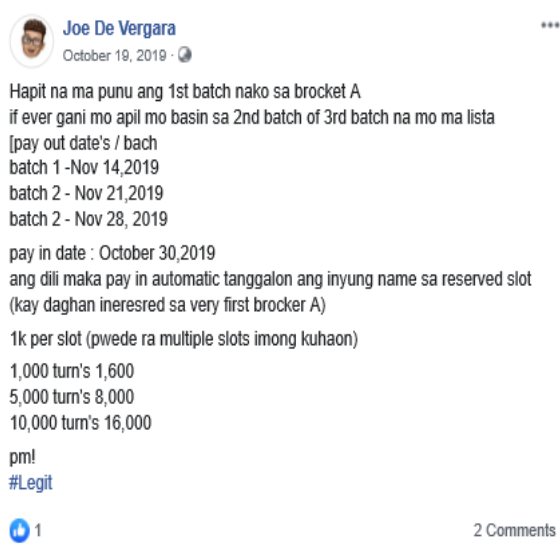 Joe De Vergara
October 19, 2019 ·
Hapit na ma punu ang 1st batch nako sa brocket A
if ever gani mo apil mo basin sa 2nd batch of 3rd batch na mo ma lista
[pay out date's / bach
batch 1 -Nov 14,2019
batch 2 - Nov 21,2019
batch 2 - Nov 28, 2019
pay in date : October 30,2019
ang dili maka pay in automatic tanggalon ang inyung name sa reserved slot
(kay daghan ineresred sa very first brocker A)
1k per slot (pwede ra multiple slots imong kuhaon)
1,000 turn's 1,600
5,000 turn's 8,000
10,000 turn's 16,000
pm!
#Legit
1 2 Comments